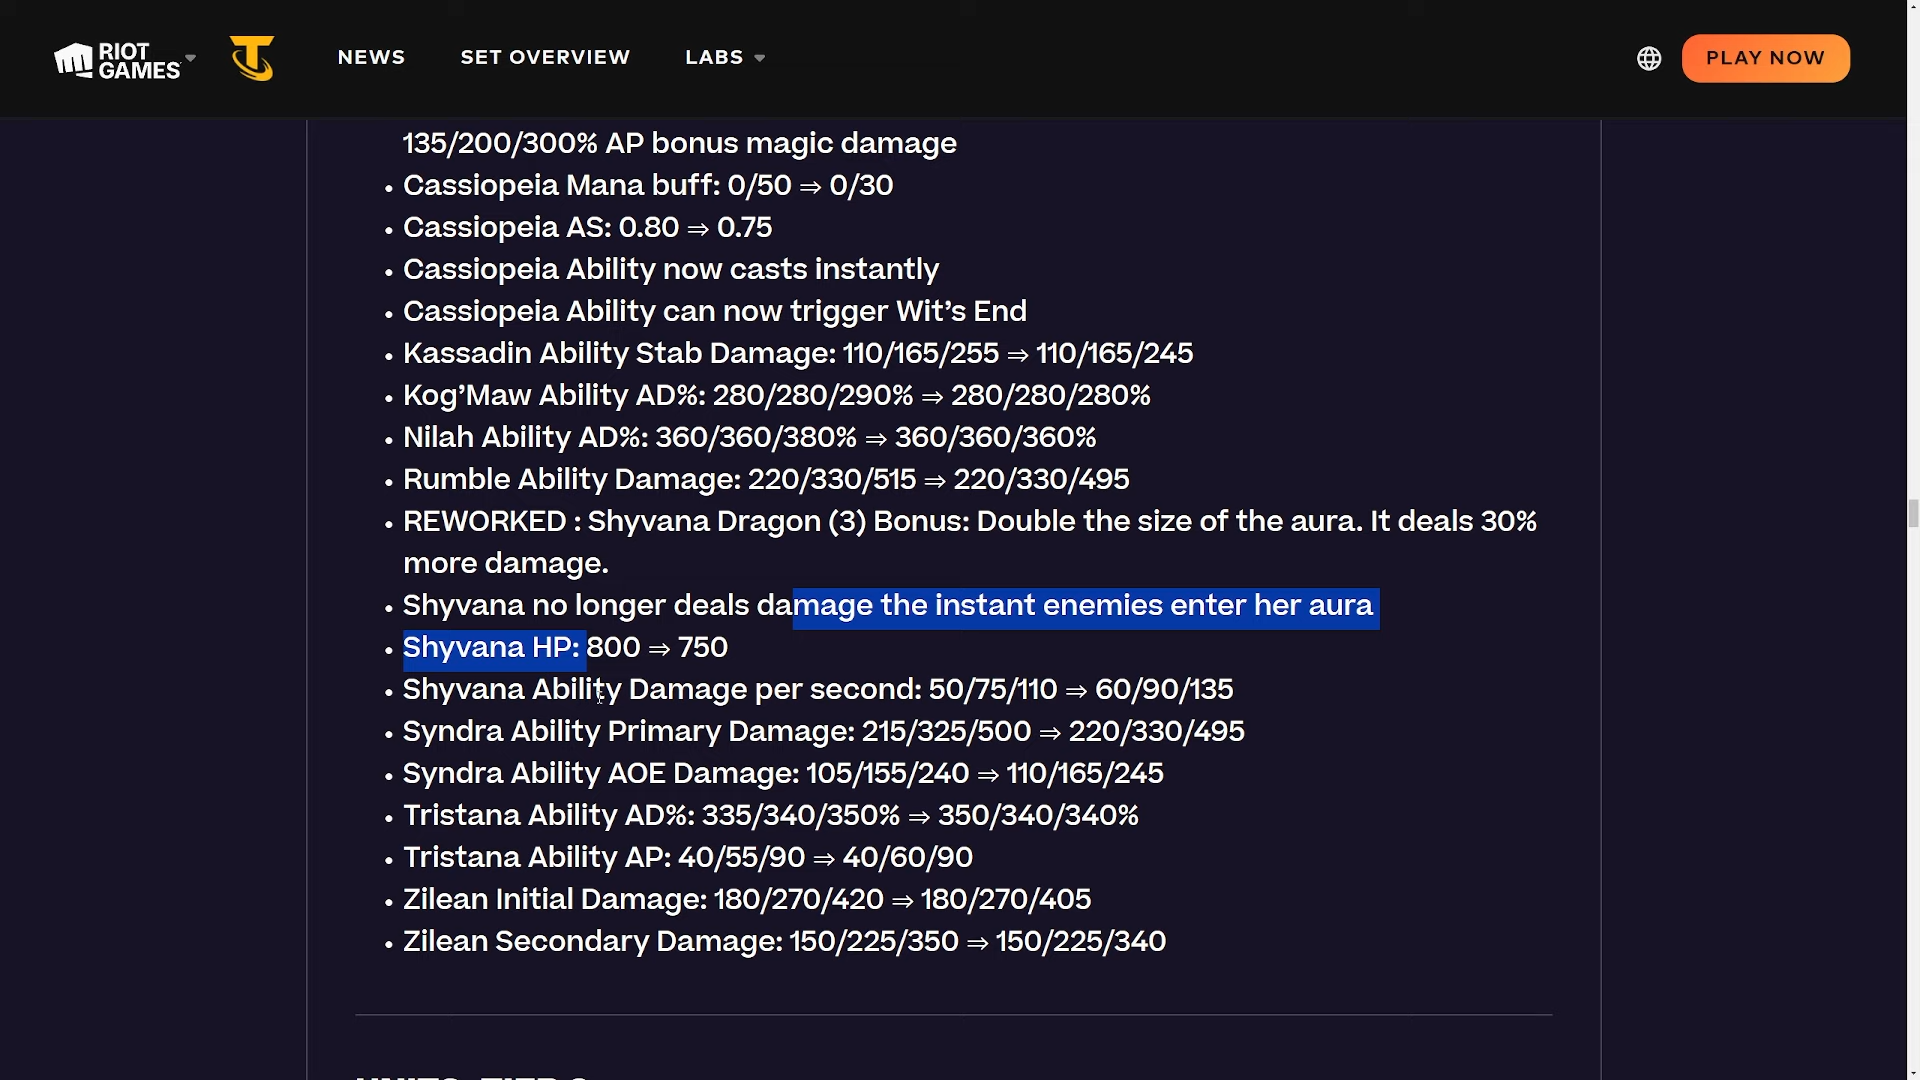 RIOT GAMES
NEWS
SET OVERVIEW
LABS
PLAY NOW
135/200/300% AP bonus magic damage
• Cassiopeia Mana buff: 0/50 ⇒ 0/30
• Cassiopeia AS: 0.80 ⇒ 0.75
• Cassiopeia Ability now casts instantly
• Cassiopeia Ability can now trigger Wit’s End
• Kassadin Ability Stab Damage: 110/165/255 ⇒ 110/165/245
• Kog’Maw Ability AD%: 280/280/290% ⇒ 280/280/280%
• Nilah Ability AD%: 360/360/380% ⇒ 360/360/360%
• Rumble Ability Damage: 220/330/515 ⇒ 220/330/495
• REWORKED : Shyvana Dragon (3) Bonus: Double the size of the aura. It deals 30%
more damage.
• Shyvana no longer deals damage the instant enemies enter her aura
• Shyvana HP: 800 ⇒ 750
• Shyvana Ability Damage per second: 50/75/110 ⇒ 60/90/135
• Syndra Ability Primary Damage: 215/325/500 ⇒ 220/330/495
• Syndra Ability AOE Damage: 105/155/240 ⇒ 110/165/245
• Tristana Ability AD%: 335/340/350% ⇒ 350/340/340%
• Tristana Ability AP: 40/55/90 ⇒ 40/60/90
• Zilean Initial Damage: 180/270/420 ⇒ 180/270/405
• Zilean Secondary Damage: 150/225/350 ⇒ 150/225/340